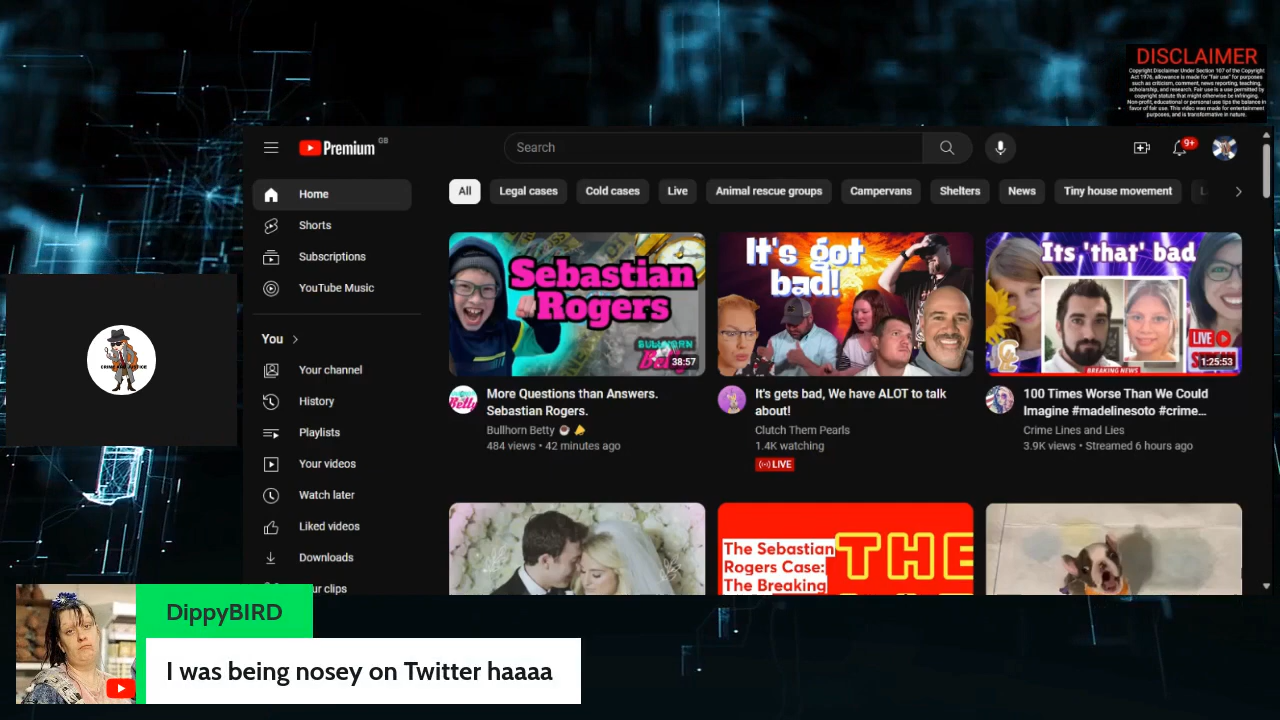 DISCLAIMER
Copyright Disclaimer Under Section 107 of the Copyright
Act 1976, allowance is made for "fair use" for purposes
such as criticism, comment, news reporting, teaching,
scholarship, and research. Fair use is a use permitted by
copyright statute that might otherwise be infringing.
Non-profit, educational or personal use tips the balance in
favor of fair use. This video was made for entertainment
purposes, and is transformative in nature.
Premium GB
Search
9+
Home
Shorts
Subscriptions
YouTube Music
You
Your channel
History
Playlists
Your videos
Watch later
Liked videos
Downloads
ur clips
All
Legal cases
Cold cases
Live
Animal rescue groups
Campervans
Shelters
News
Tiny house movement
Sebastian
Rogers
BULLHORN
Betty
38:57
It's got
bad!
Its 'that' bad
LIVE
BREAKING NEWS
1:25:53
Betty
More Questions than Answers.
Sebastian Rogers.
Bullhorn Betty
484 views • 42 minutes ago
It's gets bad, We have ALOT to talk
about!
Clutch Them Pearls
1.4K watching
LIVE
100 Times Worse Than We Could
Imagine #madelinesoto #crime...
Crime Lines and Lies
3.9K views • Streamed 6 hours ago
The Sebastian
Rogers Case:
The Breaking
THE
CRIME AND JUSTICE
DippyBIRD
I was being nosey on Twitter haaaa